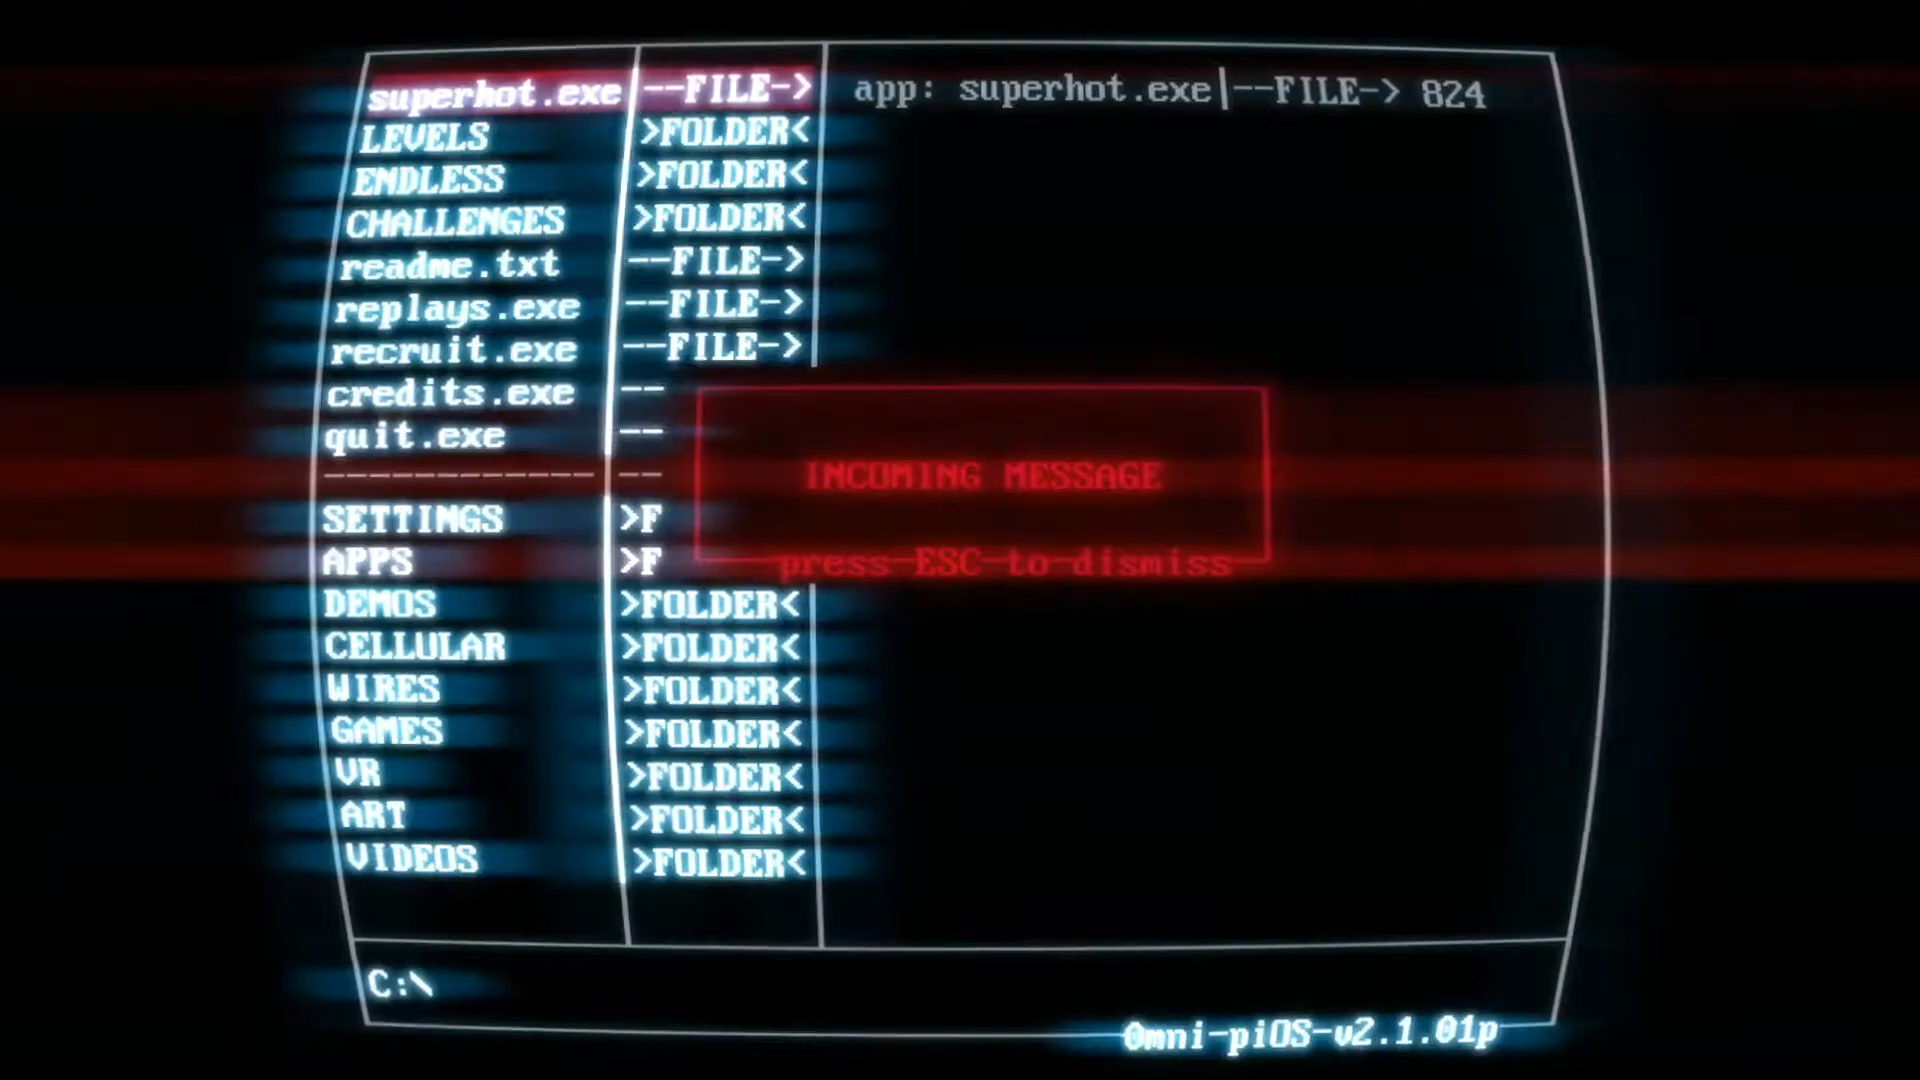 superhot.exe --FILE-> app: superhot.exe|--FILE-> 824
LEVELS >FOLDER<
ENDLESS >FOLDER<
CHALLENGES >FOLDER<
readme.txt --FILE->
replays.exe --FILE->
recruit.exe --FILE->
credits.exe --
quit.exe --
------------ --
INCOMING MESSAGE
SETTINGS >F
APPS >F
press-ESC-to-dismiss
DEMOS >FOLDER<
CELLULAR >FOLDER<
WIRES >FOLDER<
GAMES >FOLDER<
VR >FOLDER<
ART >FOLDER<
VIDEOS >FOLDER<
C:\
0mni-piOS-v2.1.01p